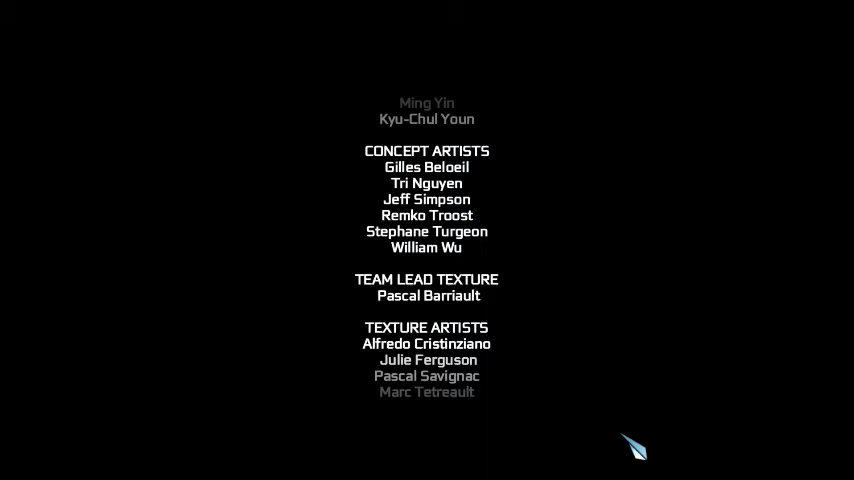 Ming Yin
Kyu-Chul Youn
CONCEPT ARTISTS
Gilles Beloeil
Tri Nguyen
Jeff Simpson
Remko Troost
Stephane Turgeon
William Wu
TEAM LEAD TEXTURE
Pascal Barriault
TEXTURE ARTISTS
Alfredo Cristinziano
Julie Ferguson
Pascal Savignac
Marc Tetreault